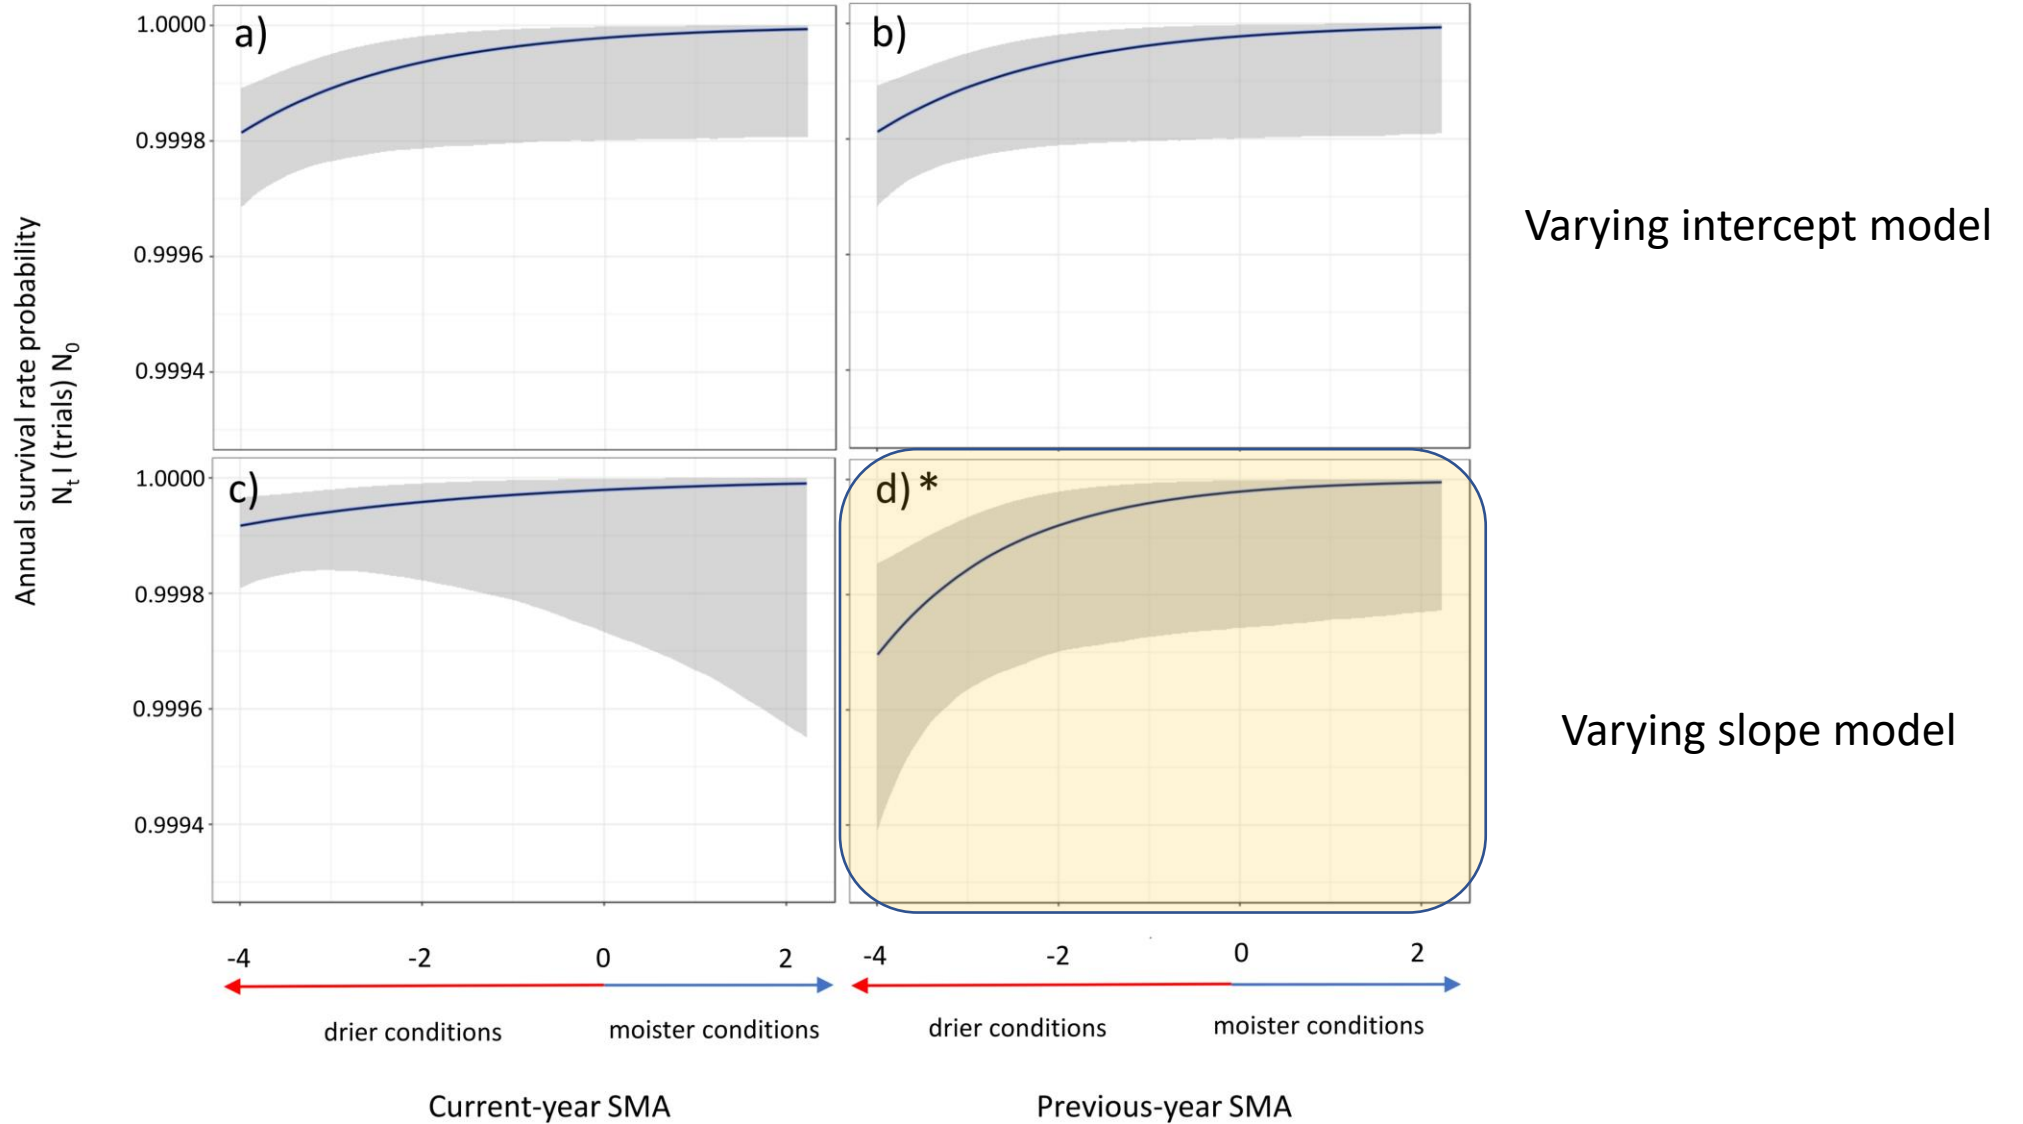 a)
b)
1.0000
0.9998
0.9996
0.9994
Varying intercept model
Annual survival rate probability
Nₜ I (trials) N₀
c)
d) *
1.0000
0.9998
0.9996
0.9994
Varying slope model
-4 -2 0 2
-4 -2 0 2
drier conditions moister conditions
drier conditions moister conditions
Current-year SMA
Previous-year SMA